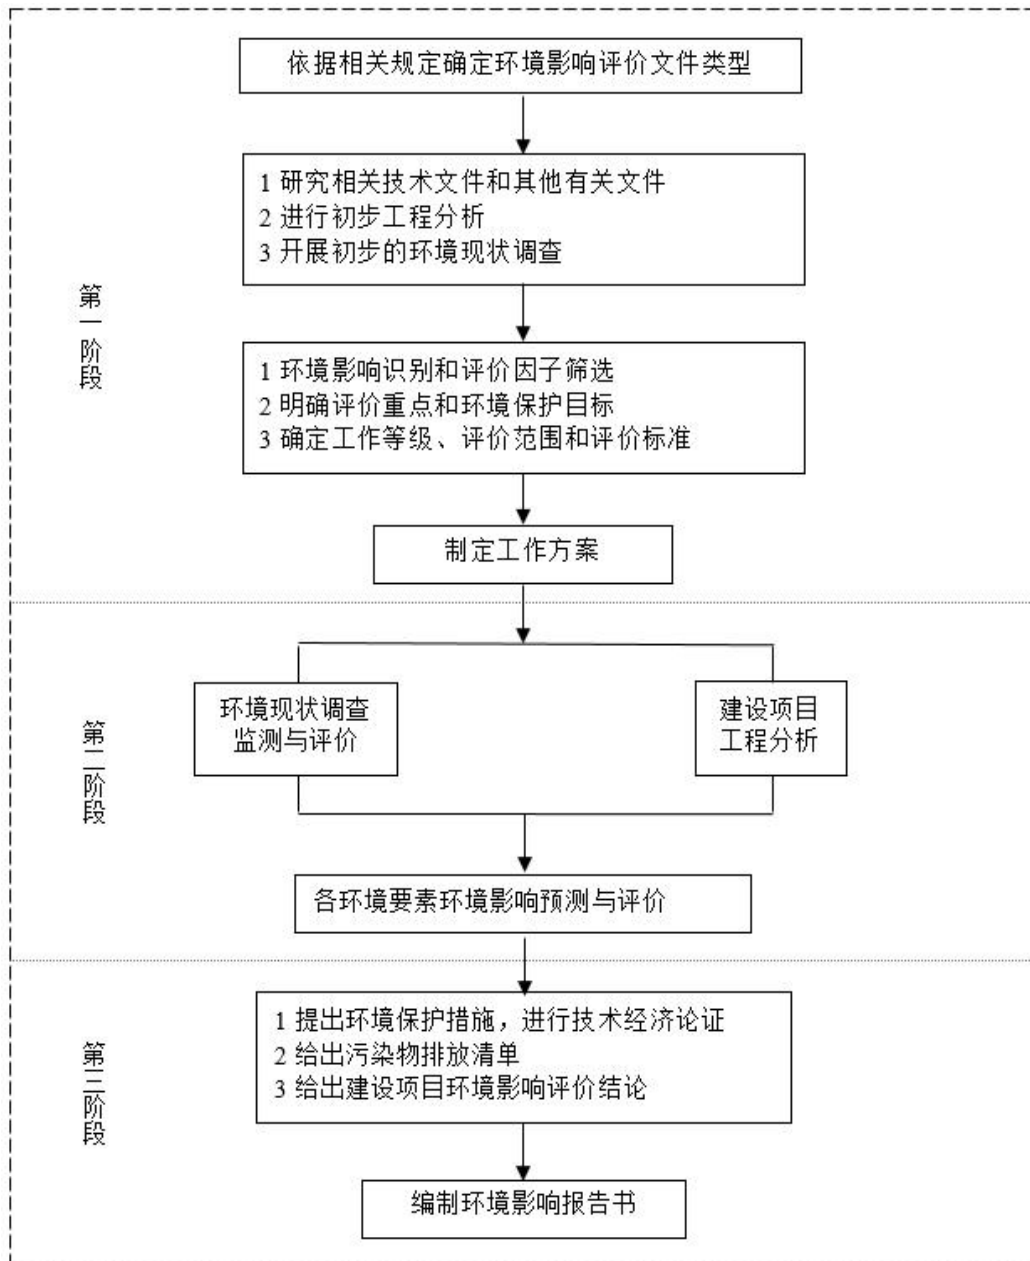 依据相关规定确定环境影响评价文件类型
1 研究相关技术文件和其他有关文件
2 进行初步工程分析
3 开展初步的环境现状调查
第一阶段
1 环境影响识别和评价因子筛选
2 明确评价重点和环境保护目标
3 确定工作等级、评价范围和评价标准
制定工作方案
第二阶段
环境现状调查
监测与评价
建设项目
工程分析
各环境要素环境影响预测与评价
第三阶段
1 提出环境保护措施，进行技术经济论证
2 给出污染物排放清单
3 给出建设项目环境影响评价结论
编制环境影响报告书